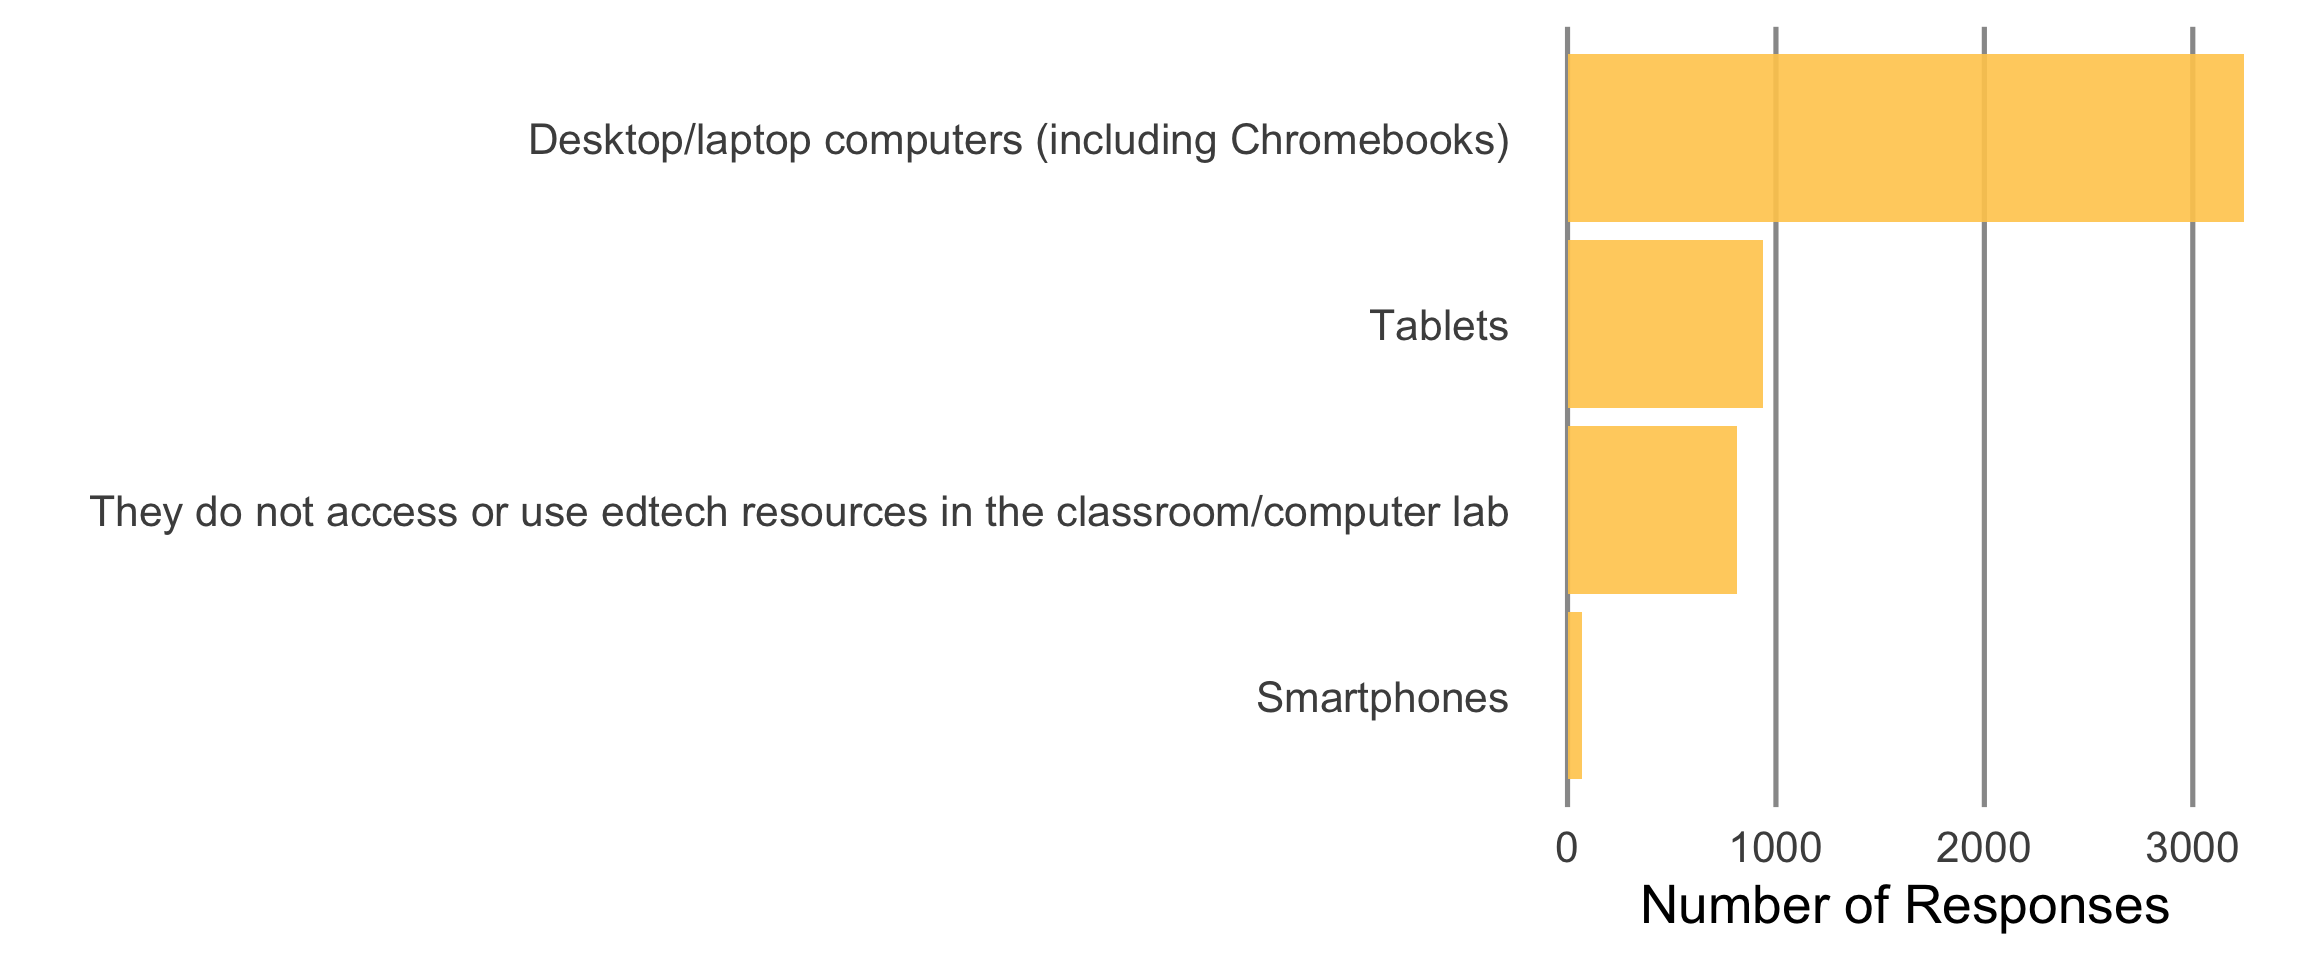 Desktop/laptop computers (including Chromebooks)
Tablets
They do not access or use edtech resources in the classroom/computer lab
Smartphones
0 1000 2000 3000
Number of Responses